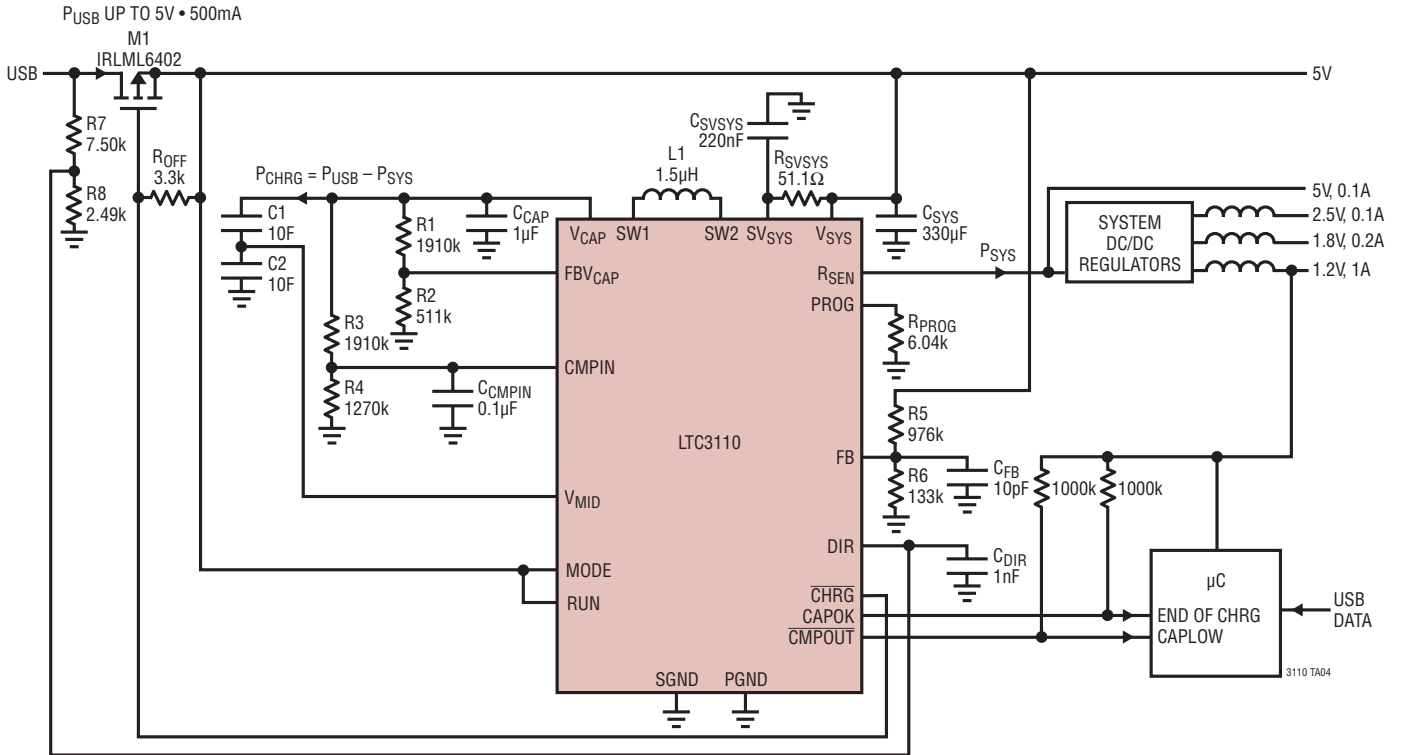 PUSB UP TO 5V • 500mA
M1
IRLML6402
USB
5V
R7
7.50k
R8
2.49k
ROFF
3.3k
PCHRG = PUSB – PSYS
C1
10F
C2
10F
R1
1910k
R2
511k
CCAP
1µF
L1
1.5µH
CSVSYS
220nF
RSVSYS
51.1Ω
CSYS
330µF
R3
1910k
R4
1270k
CCMPIN
0.1µF
VCAP
SW1
SW2
SVSYS
VSYS
FBVCAP
CMPIN
VMID
MODE
RUN
LTC3110
SGND
PGND
RSEN
PROG
FB
DIR
CHRG
CAPOK
CMPOUT
PSYS
RPROG
6.04k
R5
976k
R6
133k
CFB
10pF
1000k
1000k
CDIR
1nF
SYSTEM
DC/DC
REGULATORS
5V, 0.1A
2.5V, 0.1A
1.8V, 0.2A
1.2V, 1A
µC
END OF CHRG
CAPLOW
USB
DATA
3110 TA04